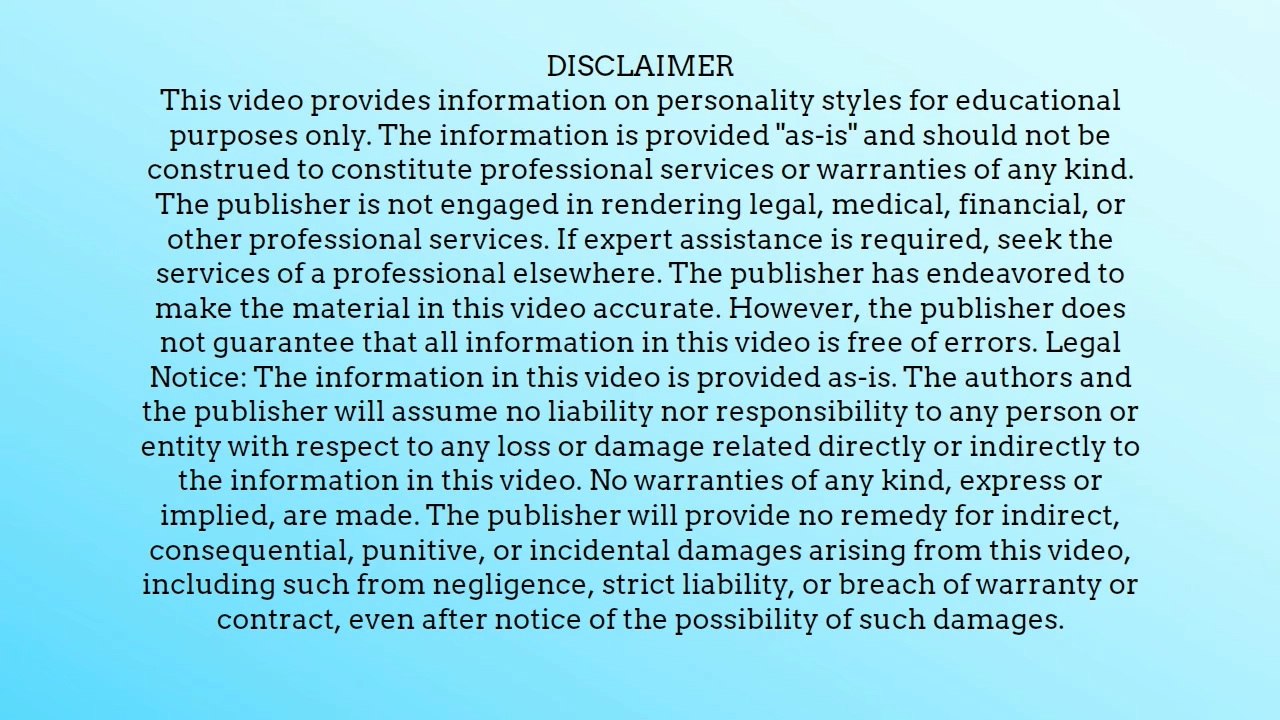 DISCLAIMER
This video provides information on personality styles for educational
purposes only. The information is provided "as-is" and should not be
construed to constitute professional services or warranties of any kind.
The publisher is not engaged in rendering legal, medical, financial, or
other professional services. If expert assistance is required, seek the
services of a professional elsewhere. The publisher has endeavored to
make the material in this video accurate. However, the publisher does
not guarantee that all information in this video is free of errors. Legal
Notice: The information in this video is provided as-is. The authors and
the publisher will assume no liability nor responsibility to any person or
entity with respect to any loss or damage related directly or indirectly to
the information in this video. No warranties of any kind, express or
implied, are made. The publisher will provide no remedy for indirect,
consequential, punitive, or incidental damages arising from this video,
including such from negligence, strict liability, or breach of warranty or
contract, even after notice of the possibility of such damages.